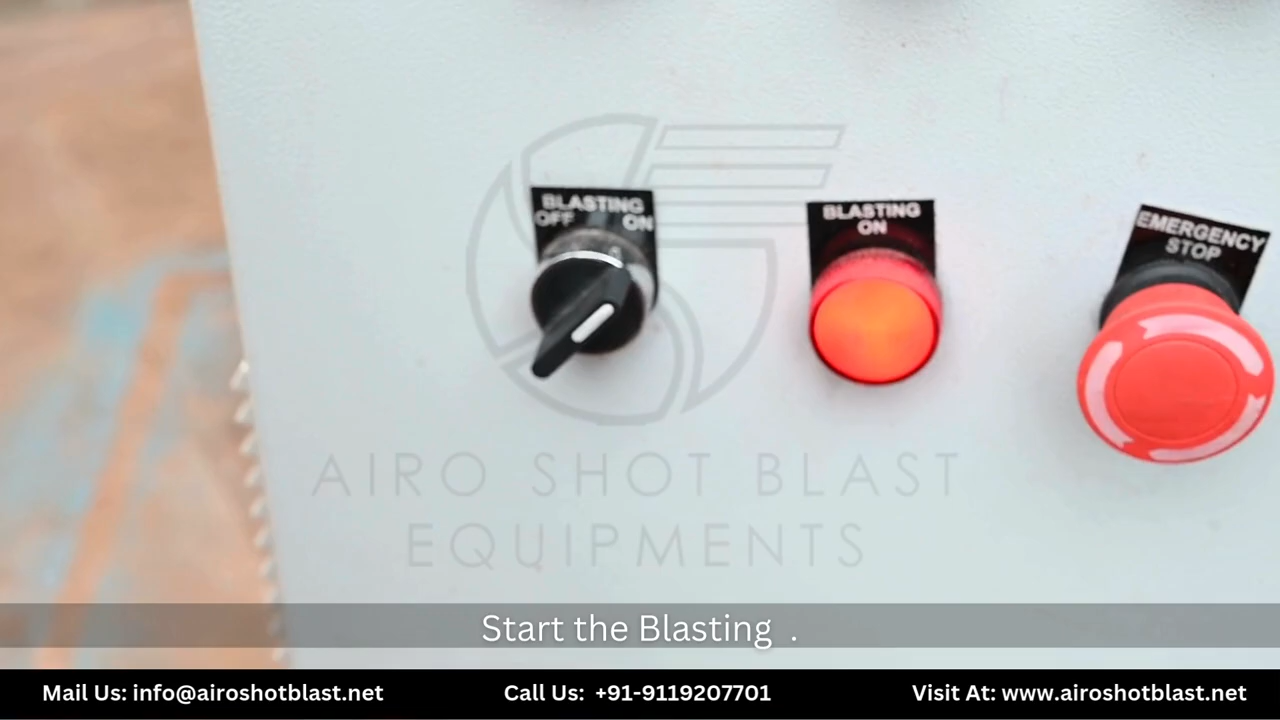 BLASTING
OFF ON
BLASTING
ON
EMERGENCY
STOP
AIRO SHOT BLAST
EQUIPMENTS
Start the Blasting .
Mail Us: info@airoshotblast.net
Call Us: +91-9119207701
Visit At: www.airoshotblast.net